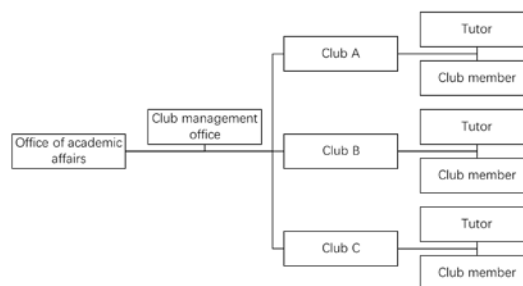 Tutor
Club A
Club member
Club management
office
Tutor
Office of academic
affairs
Club B
Club member
Tutor
Club C
Club member